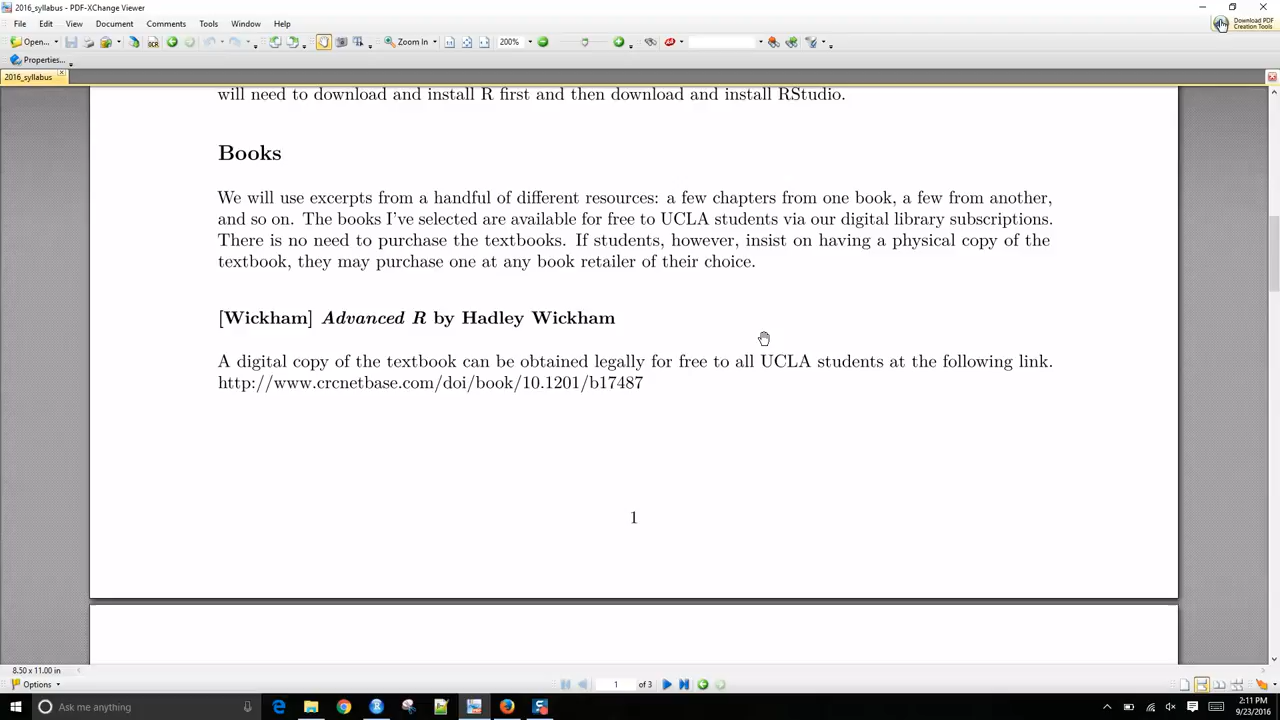 2016_syllabus - PDF-XChange Viewer
File Edit View Document Comments Tools Window Help
Download PDF
Creation Tools
Open... OCR Zoom In 200%
Properties...
2016_syllabus
will need to download and install R first and then download and install RStudio.
Books
We will use excerpts from a handful of different resources: a few chapters from one book, a few from another,
and so on. The books I've selected are available for free to UCLA students via our digital library subscriptions.
There is no need to purchase the textbooks. If students, however, insist on having a physical copy of the
textbook, they may purchase one at any book retailer of their choice.
[Wickham] Advanced R by Hadley Wickham
A digital copy of the textbook can be obtained legally for free to all UCLA students at the following link.
http://www.crcnetbase.com/doi/book/10.1201/b17487
1
8.50 x 11.00 in
Options 1 of 3
Ask me anything
2:11 PM
9/23/2016